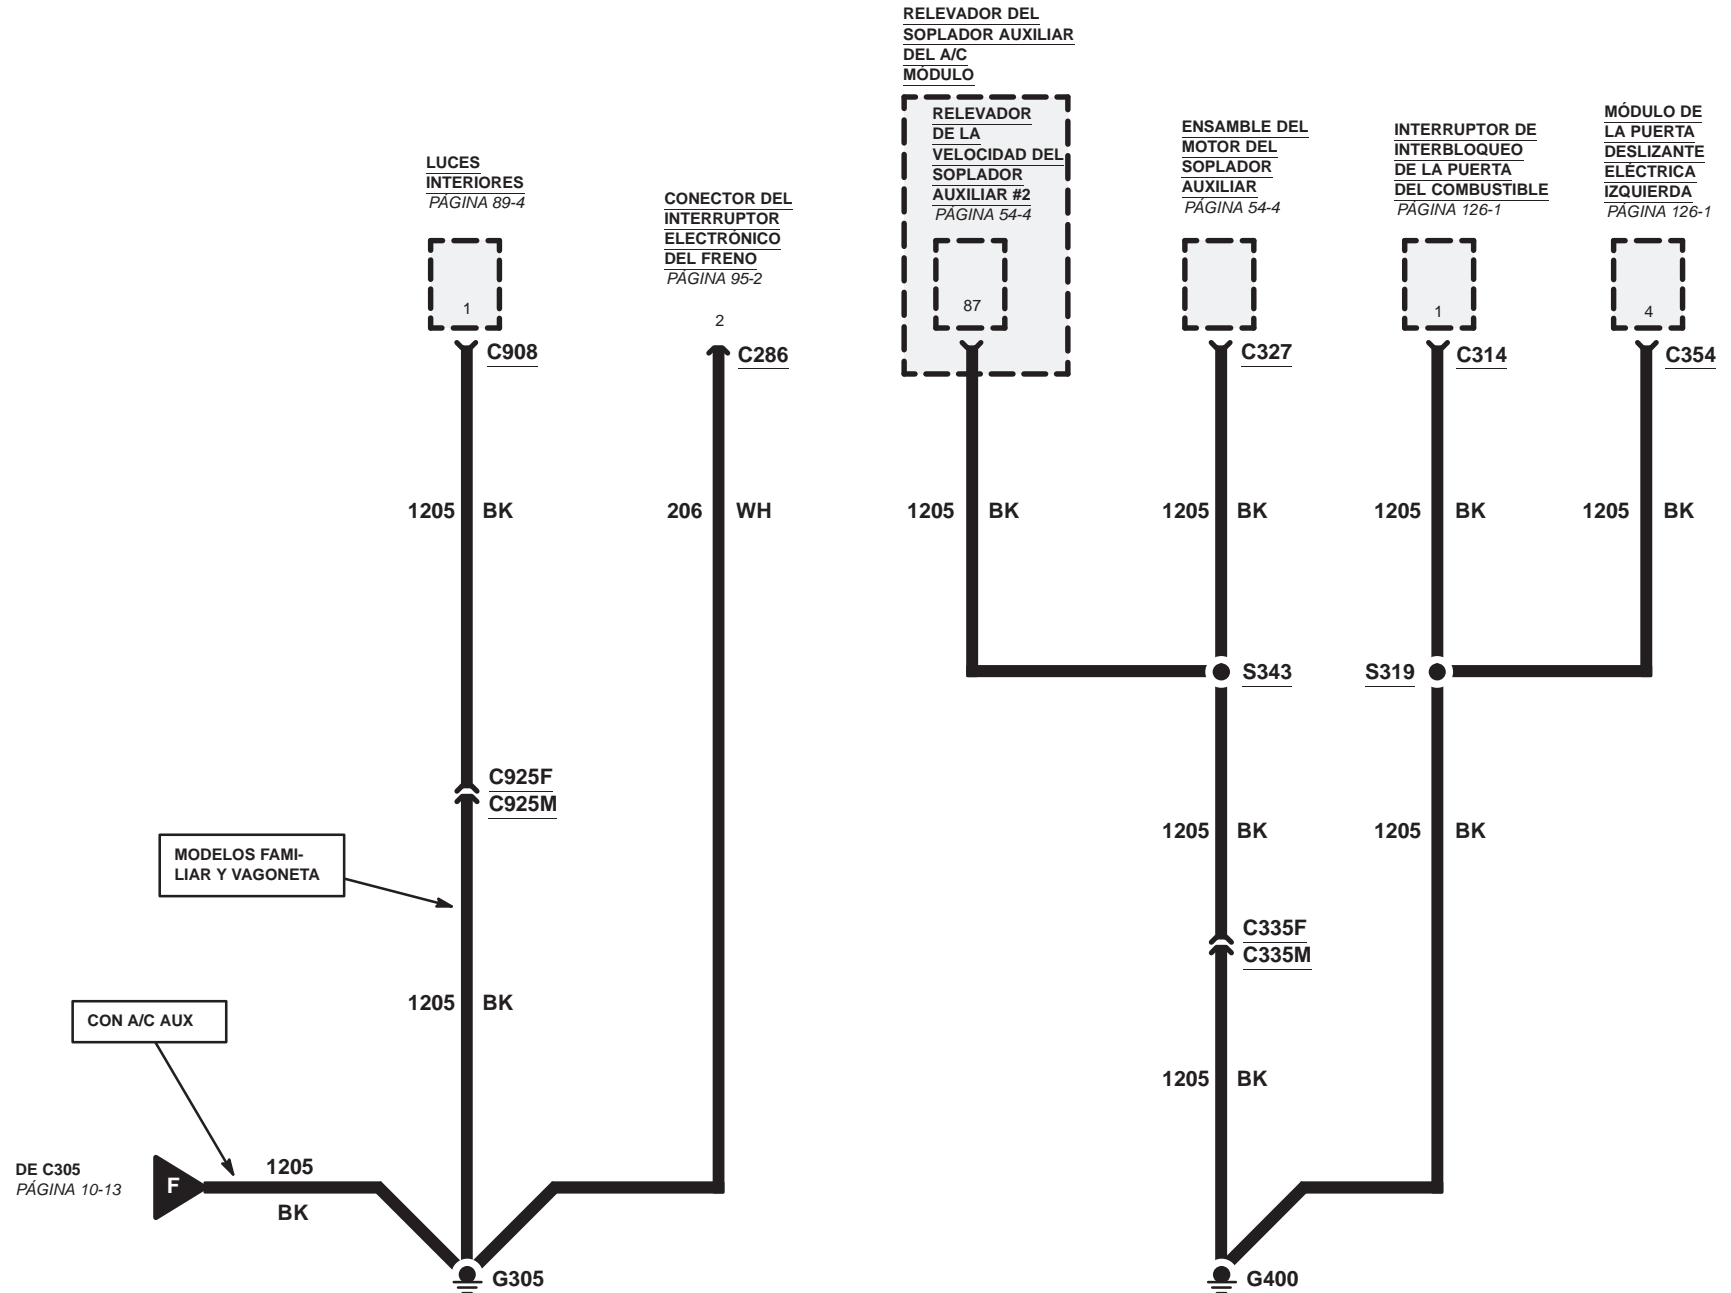 RELEVADOR DEL
SOPLADOR AUXILIAR
DEL A/C
MÓDULO
RELEVADOR
DE LA
VELOCIDAD DEL
SOPLADOR
AUXILIAR #2
PÁGINA 54-4
87
ENSAMBLE DEL
MOTOR DEL
SOPLADOR
AUXILIAR
PÁGINA 54-4
INTERRUPTOR DE
INTERBLOQUEO
DE LA PUERTA
DEL COMBUSTIBLE
PÁGINA 126-1
1
MÓDULO DE
LA PUERTA
DESLIZANTE
ELÉCTRICA
IZQUIERDA
PÁGINA 126-1
4
LUCES
INTERIORES
PÁGINA 89-4
1
CONECTOR DEL
INTERRUPTOR
ELECTRÓNICO
DEL FRENO
PÁGINA 95-2
2
C908
C286
C327
C314
C354
1205 BK
206 WH
1205 BK
1205 BK
1205 BK
1205 BK
S343
S319
C925F
C925M
1205 BK
1205 BK
MODELOS FAMI-
LIAR Y VAGONETA
C335F
C335M
1205 BK
CON A/C AUX
1205 BK
DE C305
PÁGINA 10-13
F
1205
BK
G305
G400